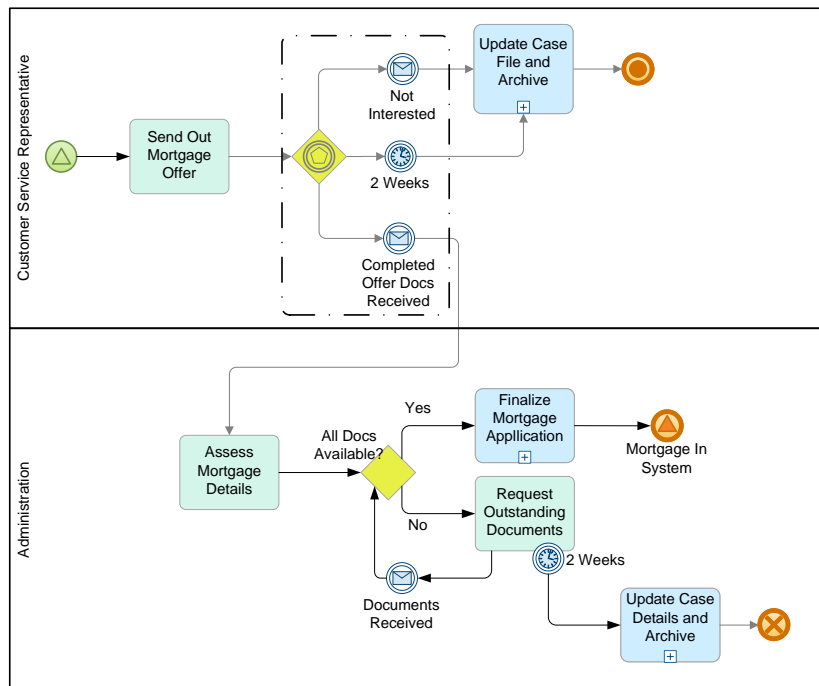 Customer Service Representative
Send Out
Mortgage
Offer
Not
Interested
2 Weeks
Completed
Offer Docs
Received
Update Case
File and
Archive
Administration
Assess
Mortgage
Details
All Docs
Available?
Yes
No
Finalize
Mortgage
Appllication
Mortgage In
System
Request
Outstanding
Documents
2 Weeks
Documents
Received
Update Case
Details and
Archive